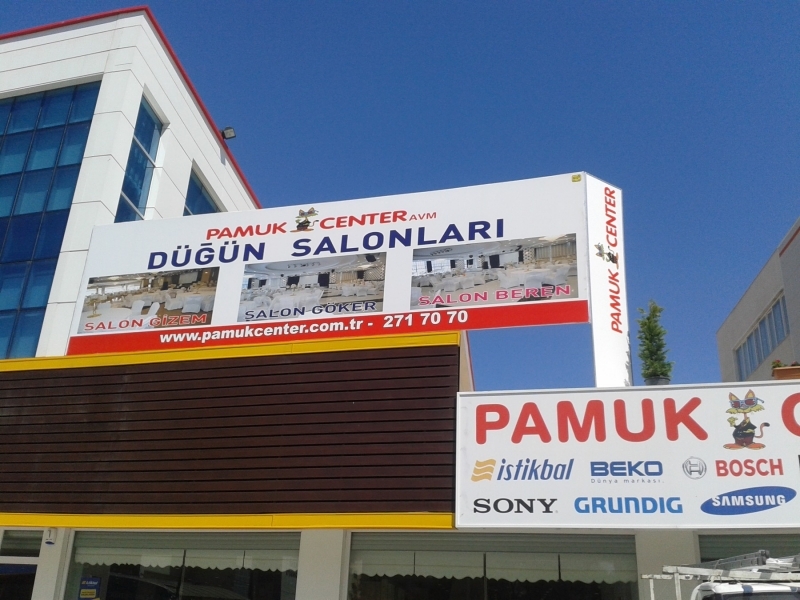 PAMUK CENTER AVM
DÜĞÜN SALONLARI
SALON GİZEM
SALON GÖKER
SALON BEREN
www.pamukcenter.com.tr - 271 70 70
PAMUK CENTER
PAMUK C
istikbal BEKO BOSCH
Dünya markası.
SONY GRUNDIG SAMSUNG